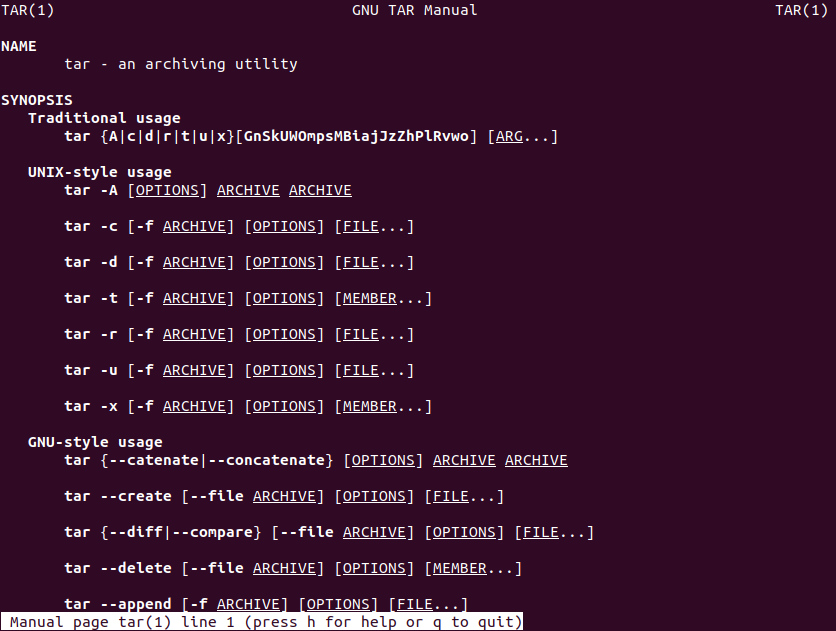 TAR(1) GNU TAR Manual TAR(1)
NAME
tar - an archiving utility
SYNOPSIS
Traditional usage
tar {A|c|d|r|t|u|x}[GnSkUWOmpsMBiajJzZhPlRvwo] [ARG...]
UNIX-style usage
tar -A [OPTIONS] ARCHIVE ARCHIVE
tar -c [-f ARCHIVE] [OPTIONS] [FILE...]
tar -d [-f ARCHIVE] [OPTIONS] [FILE...]
tar -t [-f ARCHIVE] [OPTIONS] [MEMBER...]
tar -r [-f ARCHIVE] [OPTIONS] [FILE...]
tar -u [-f ARCHIVE] [OPTIONS] [FILE...]
tar -x [-f ARCHIVE] [OPTIONS] [MEMBER...]
GNU-style usage
tar {--catenate|--concatenate} [OPTIONS] ARCHIVE ARCHIVE
tar --create [--file ARCHIVE] [OPTIONS] [FILE...]
tar {--diff|--compare} [--file ARCHIVE] [OPTIONS] [FILE...]
tar --delete [--file ARCHIVE] [OPTIONS] [MEMBER...]
tar --append [-f ARCHIVE] [OPTIONS] [FILE...]
Manual page tar(1) line 1 (press h for help or q to quit)